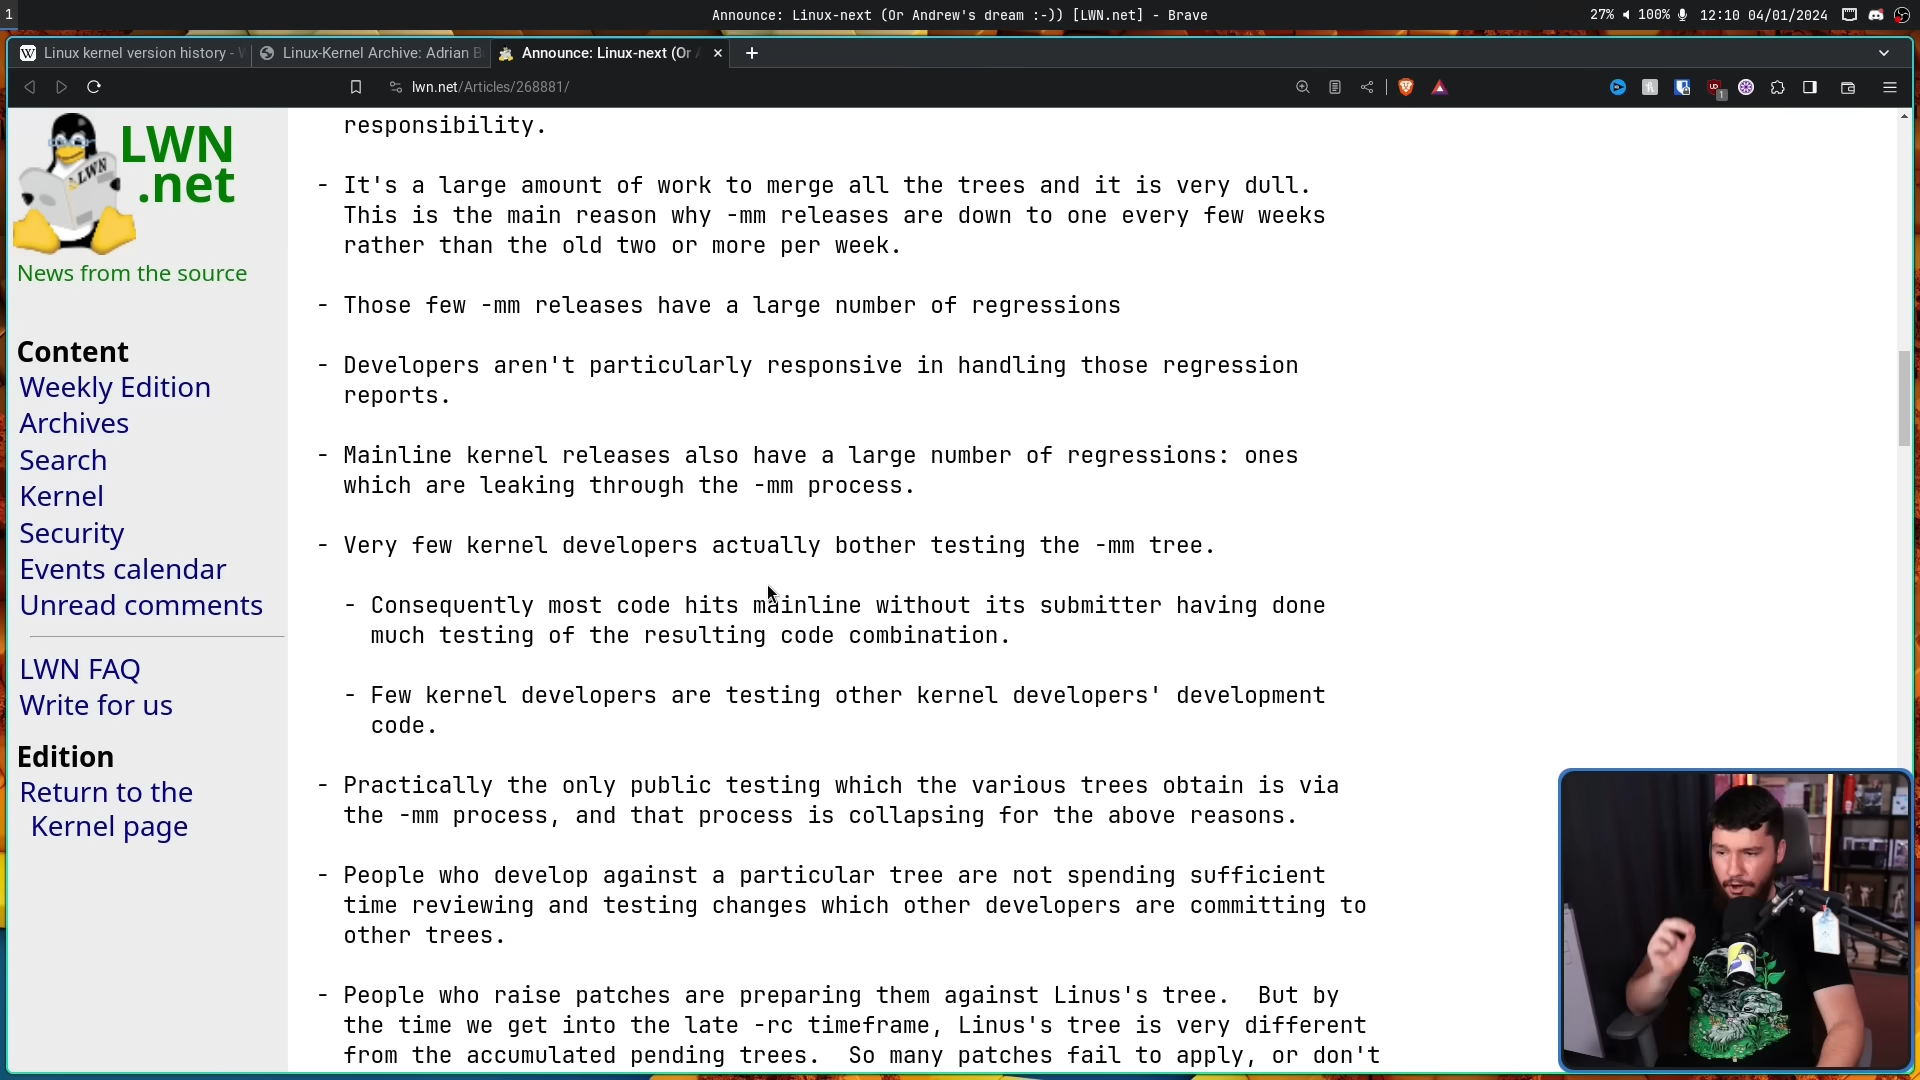 1
Announce: Linux-next (Or Andrew's dream :-)) [LWN.net] - Brave
27% 100% 12:10 04/01/2024
Linux kernel version history -
Linux-Kernel Archive: Adrian
Announce: Linux-next (Or
lwn.net/Articles/268881/
1
LWN
.net
LWN
News from the source
Content
Weekly Edition
Archives
Search
Kernel
Security
Events calendar
Unread comments
LWN FAQ
Write for us
Edition
Return to the
Kernel page
responsibility.
- It's a large amount of work to merge all the trees and it is very dull.
This is the main reason why -mm releases are down to one every few weeks
rather than the old two or more per week.
- Those few -mm releases have a large number of regressions
- Developers aren't particularly responsive in handling those regression
reports.
- Mainline kernel releases also have a large number of regressions: ones
which are leaking through the -mm process.
- Very few kernel developers actually bother testing the -mm tree.
- Consequently most code hits mainline without its submitter having done
much testing of the resulting code combination.
- Few kernel developers are testing other kernel developers' development
code.
- Practically the only public testing which the various trees obtain is via
the -mm process, and that process is collapsing for the above reasons.
- People who develop against a particular tree are not spending sufficient
time reviewing and testing changes which other developers are committing to
other trees.
- People who raise patches are preparing them against Linus's tree.  But by
the time we get into the late -rc timeframe, Linus's tree is very different
from the accumulated pending trees.  So many patches fail to apply, or don't